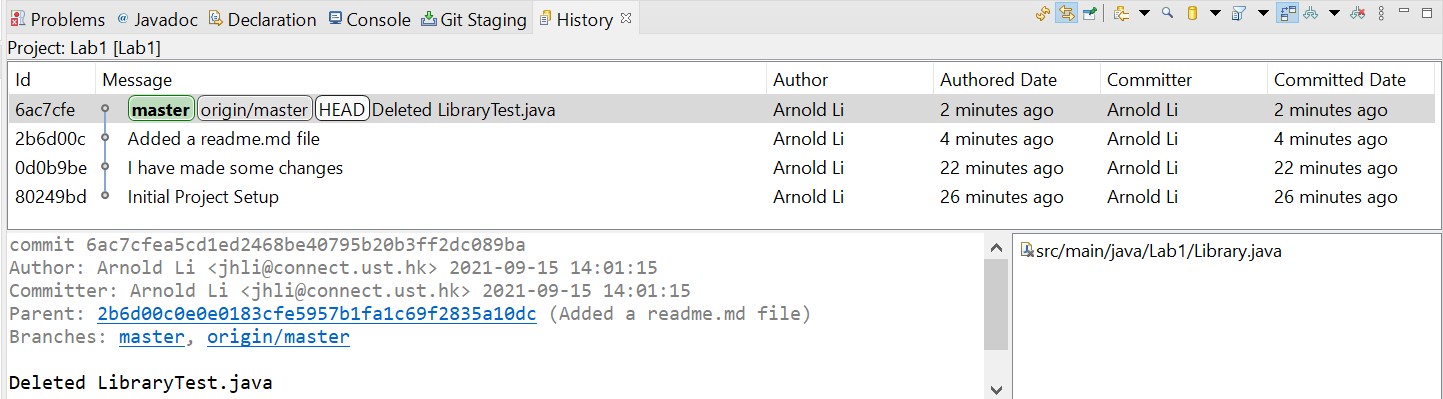 Problems @ Javadoc Declaration Console Git Staging History
Project: Lab1 [Lab1]
Id Message Author Authored Date Committer Committed Date
6ac7cfe master origin/master HEAD Deleted LibraryTest.java Arnold Li 2 minutes ago Arnold Li 2 minutes ago
2b6d00c Added a readme.md file Arnold Li 4 minutes ago Arnold Li 4 minutes ago
0d0b9be I have made some changes Arnold Li 22 minutes ago Arnold Li 22 minutes ago
80249bd Initial Project Setup Arnold Li 26 minutes ago Arnold Li 26 minutes ago
commit 6ac7cfea5cd1ed2468be40795b20b3ff2dc089ba
Author: Arnold Li <jhli@connect.ust.hk> 2021-09-15 14:01:15
Committer: Arnold Li <jhli@connect.ust.hk> 2021-09-15 14:01:15
Parent: 2b6d00c0e0e0183cfe5957b1fa1c69f2835a10dc (Added a readme.md file)
Branches: master, origin/master
Deleted LibraryTest.java
src/main/java/Lab1/Library.java